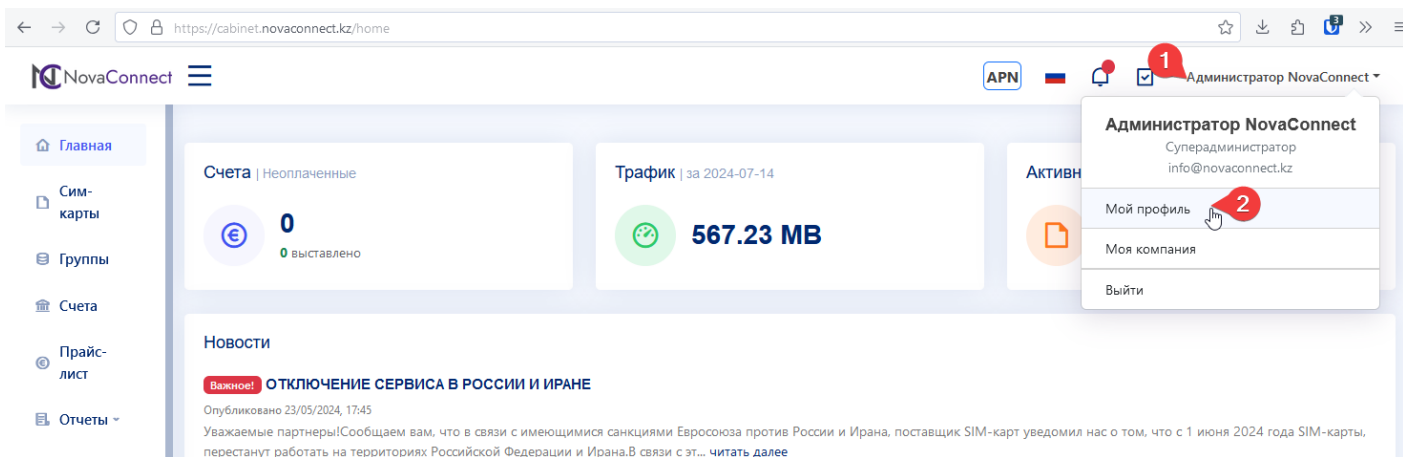 https://cabinet.novaconnect.kz/home
3
NovaConnect
APN
1
Администратор NovaConnect
Администратор NovaConnect
Суперадминистратор
info@novaconnect.kz
Мой профиль
2
Моя компания
Выйти
Главная
Сим-
карты
Группы
Счета
Прайс-
лист
Отчеты
Счета | Неоплаченные
0
0 выставлено
Трафик | за 2024-07-14
567.23 MB
Активн
Новости
Важное! ОТКЛЮЧЕНИЕ СЕРВИСА В РОССИИ И ИРАНЕ
Опубликовано 23/05/2024, 17:45
Уважаемые партнеры!Сообщаем вам, что в связи с имеющимися санкциями Евросоюза против России и Ирана, поставщик SIM-карт уведомил нас о том, что с 1 июня 2024 года SIM-карты,
перестанут работать на территориях Российской Федерации и Ирана.В связи с эт... читать далее